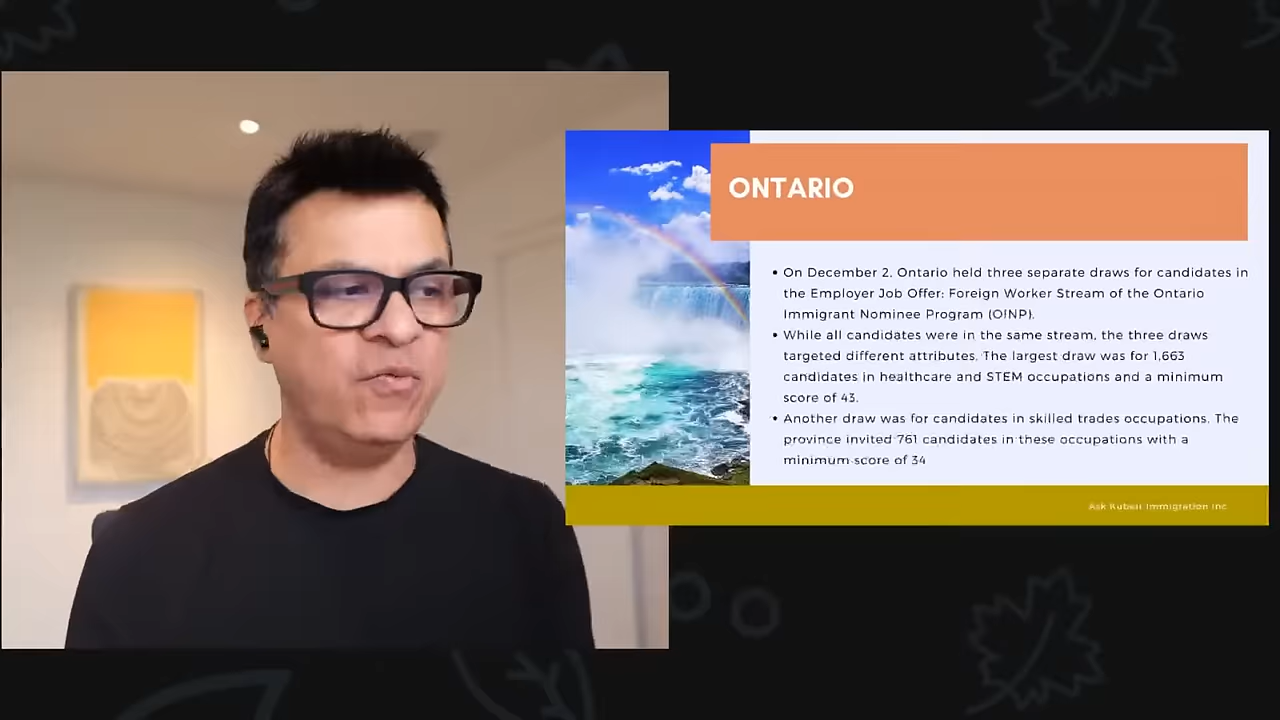 ONTARIO
• On December 2, Ontario held three separate draws for candidates in
the Employer Job Offer: Foreign Worker Stream of the Ontario
Immigrant Nominee Program (OINP).
• While all candidates were in the same stream, the three draws
targeted different attributes. The largest draw was for 1,663
candidates in healthcare and STEM occupations and a minimum
score of 43.
• Another draw was for candidates in skilled trades occupations. The
province invited 761 candidates in these occupations with a
minimum score of 34
Ask Kubeir Immigration Inc